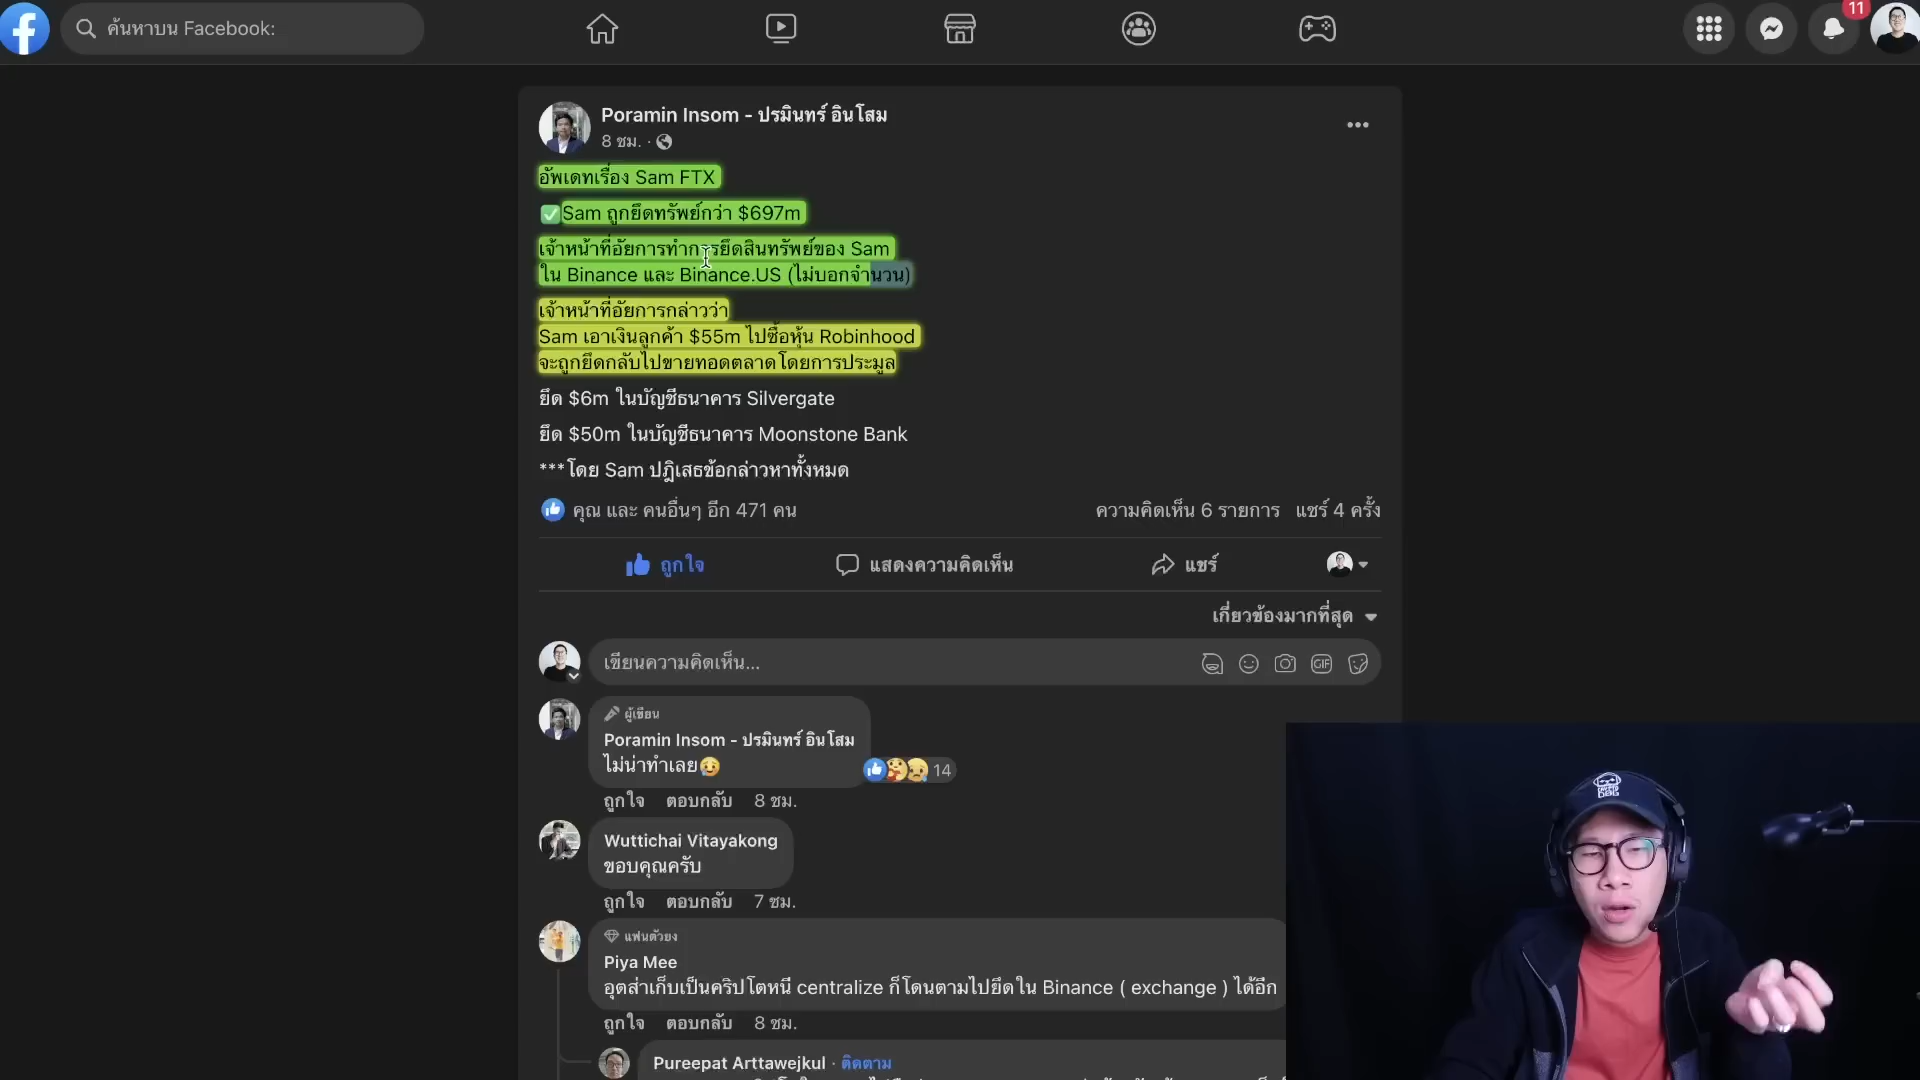 ค้นหาบน Facebook:
11
Poramin Insom - ปรมินทร์ อินโสม
8 ชม. ·
อัพเดทเรื่อง Sam FTX
✅Sam ถูกยึดทรัพย์กว่า $697m
เจ้าหน้าที่อัยการทำการยึดสินทรัพย์ของ Sam
ใน Binance และ Binance.US (ไม่บอกจำนวน)
เจ้าหน้าที่อัยการกล่าวว่า
Sam เอาเงินลูกค้า $55m ไปซื้อหุ้น Robinhood
จะถูกยึดกลับไปขายทอดตลาดโดยการประมูล
ยึด $6m ในบัญชีธนาคาร Silvergate
ยึด $50m ในบัญชีธนาคาร Moonstone Bank
***โดย Sam ปฎิเสธข้อกล่าวหาทั้งหมด
คุณ และ คนอื่นๆ อีก 471 คน
ความคิดเห็น 6 รายการ แชร์ 4 ครั้ง
ถูกใจ
แสดงความคิดเห็น
แชร์
เกี่ยวข้องมากที่สุด
เขียนความคิดเห็น...
GIF
ผู้เขียน
Poramin Insom - ปรมินทร์ อินโสม
ไม่น่าทำเลย😥
14
ถูกใจ ตอบกลับ 8 ชม.
Wuttichai Vitayakong
ขอบคุณครับ
ถูกใจ ตอบกลับ 7 ชม.
แฟนตัวยง
Piya Mee
อุตส่าเก็บเป็นคริปโตหนี centralize ก็โดนตามไปยึดใน Binance ( exchange ) ได้อีก
ถูกใจ ตอบกลับ 8 ชม.
Pureepat Arttawejkul · ติดตาม